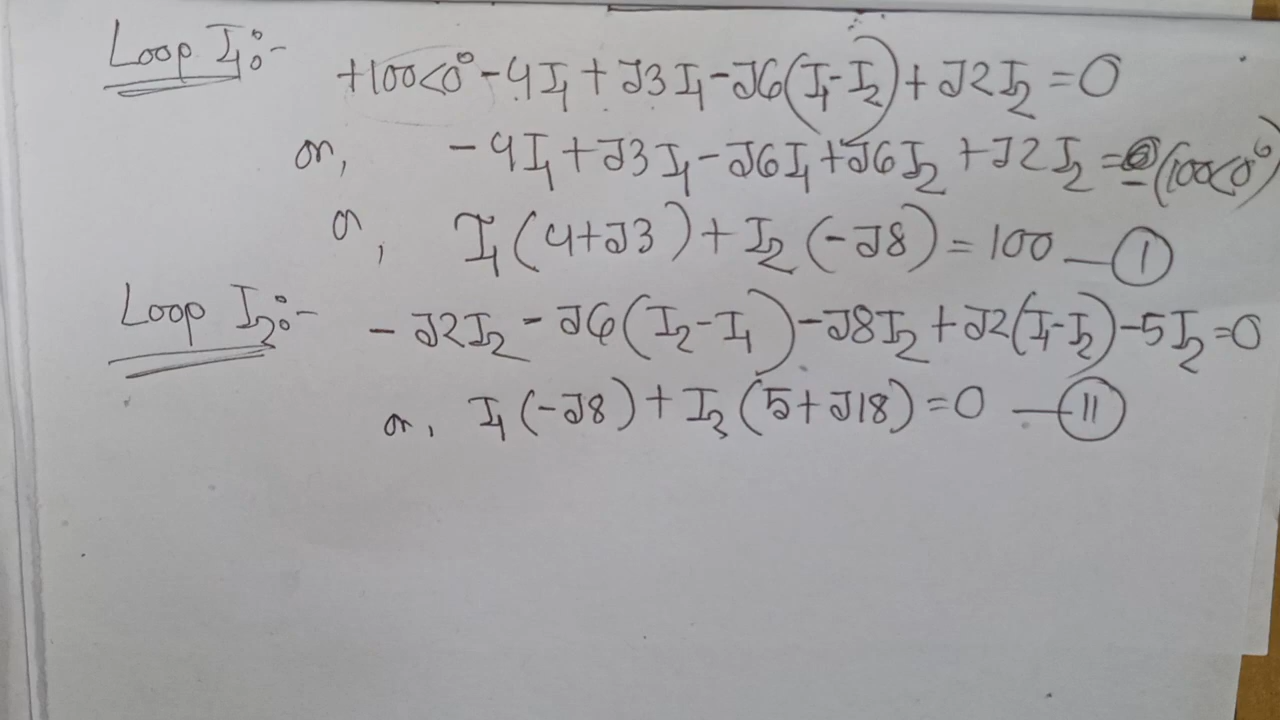 Loop I₁:-
+100<0° - 4I₁ + J3I₁ - J6(I₁-I₂) + J2I₂ = 0
or, - 4I₁ + J3I₁ - J6I₁ + J6I₂ + J2I₂ = -(100<0°)
or, I₁(4+J3) + I₂(-J8) = 100 — (I)
Loop I₂:- - J2I₂ - J6(I₂-I₁) - J8I₂ + J2(I₁-I₂) - 5I₂ = 0
or, I₁(-J8) + I₂(5+J18) = 0 — (II)